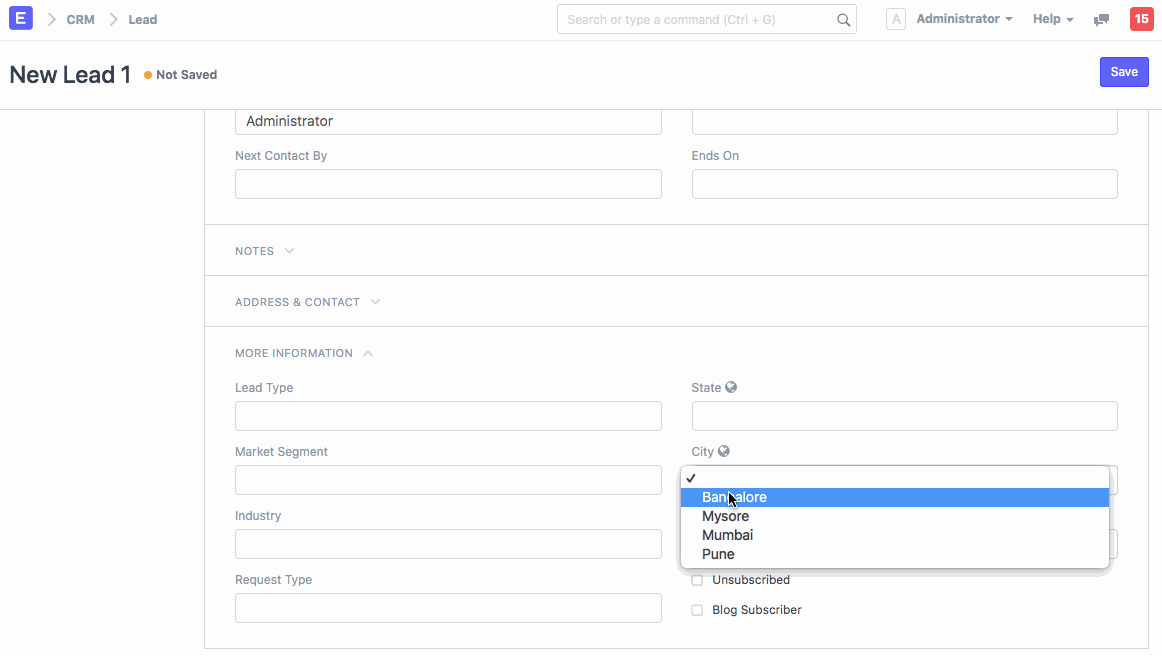 E CRM Lead Search or type a command (Ctrl + G) A Administrator Help 15
New Lead 1 Not Saved Save
Administrator
Next Contact By Ends On
NOTES
ADDRESS & CONTACT
MORE INFORMATION
Lead Type State
Market Segment City
Bangalore
Mysore
Industry
Mumbai
Pune
Request Type Unsubscribed
Blog Subscriber